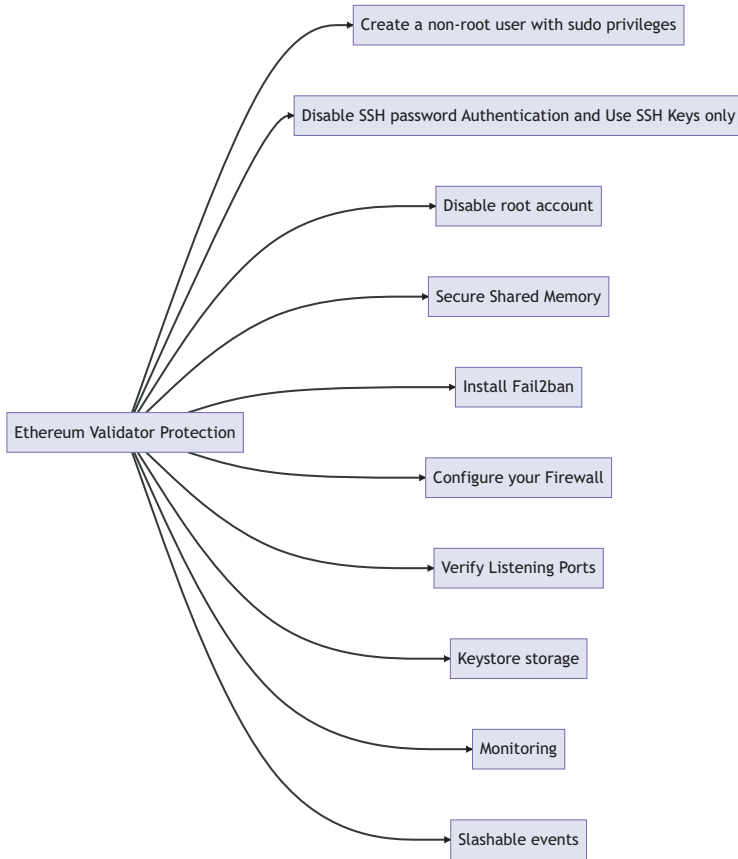 Create a non-root user with sudo privileges
Disable SSH password Authentication and Use SSH Keys only
Disable root account
Secure Shared Memory
Install Fail2ban
Ethereum Validator Protection
Configure your Firewall
Verify Listening Ports
Keystore storage
Monitoring
Slashable events